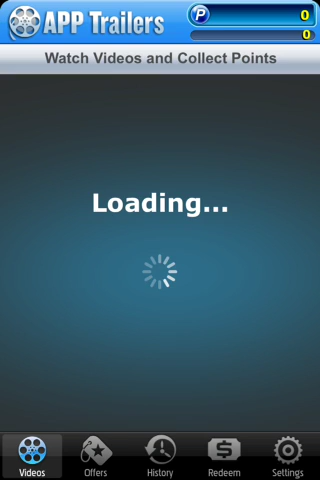 APP Trailers
P 0
0
Watch Videos and Collect Points
Loading...
Videos Offers History Redeem Settings